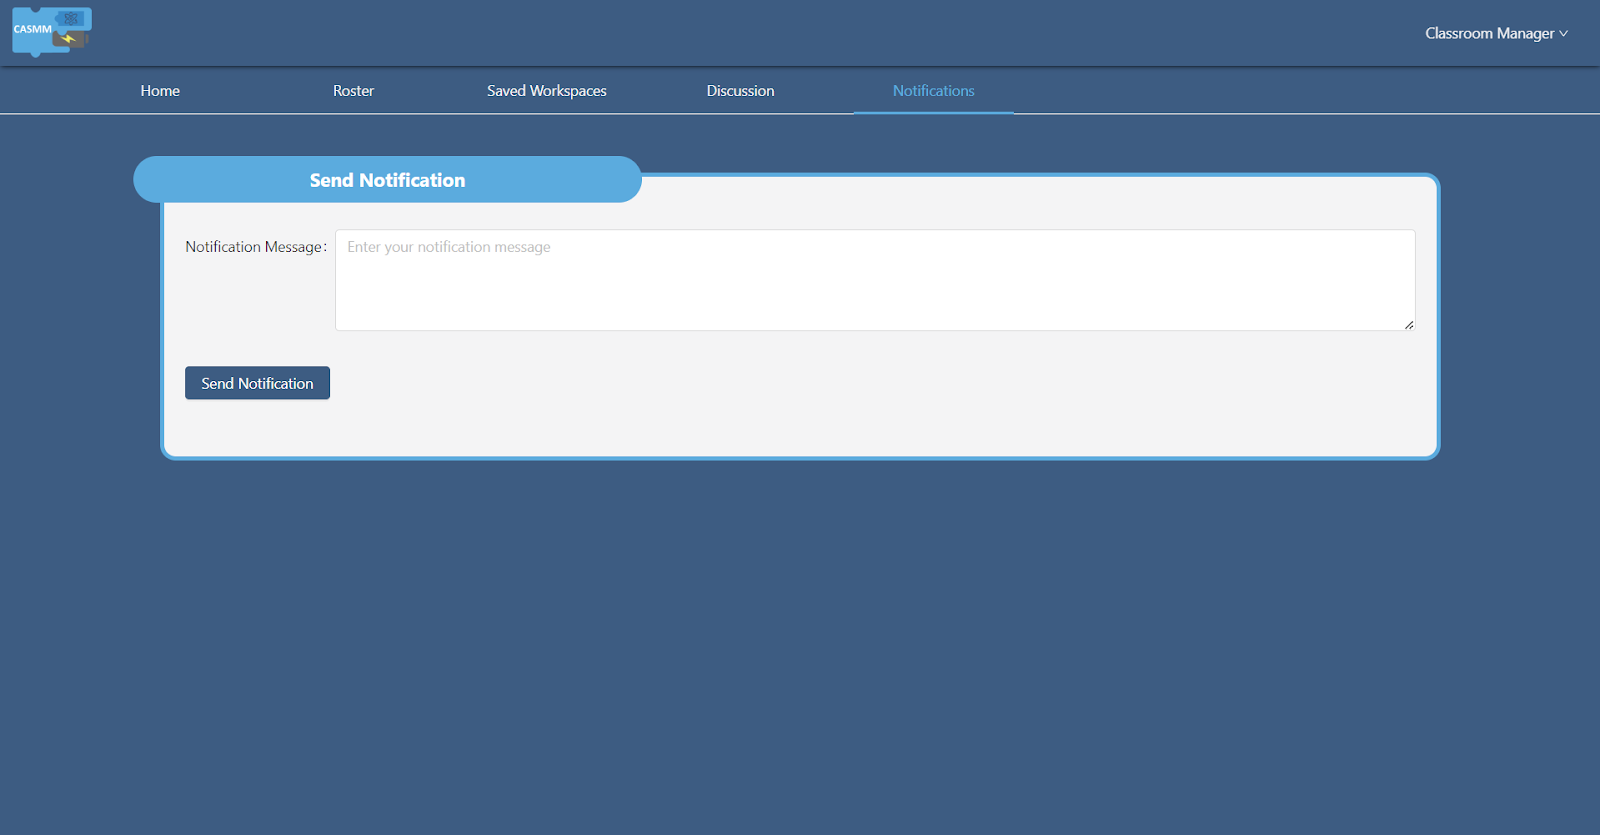 CASMM
Classroom Manager
Home Roster Saved Workspaces Discussion Notifications
Send Notification
Notification Message: Enter your notification message
Send Notification